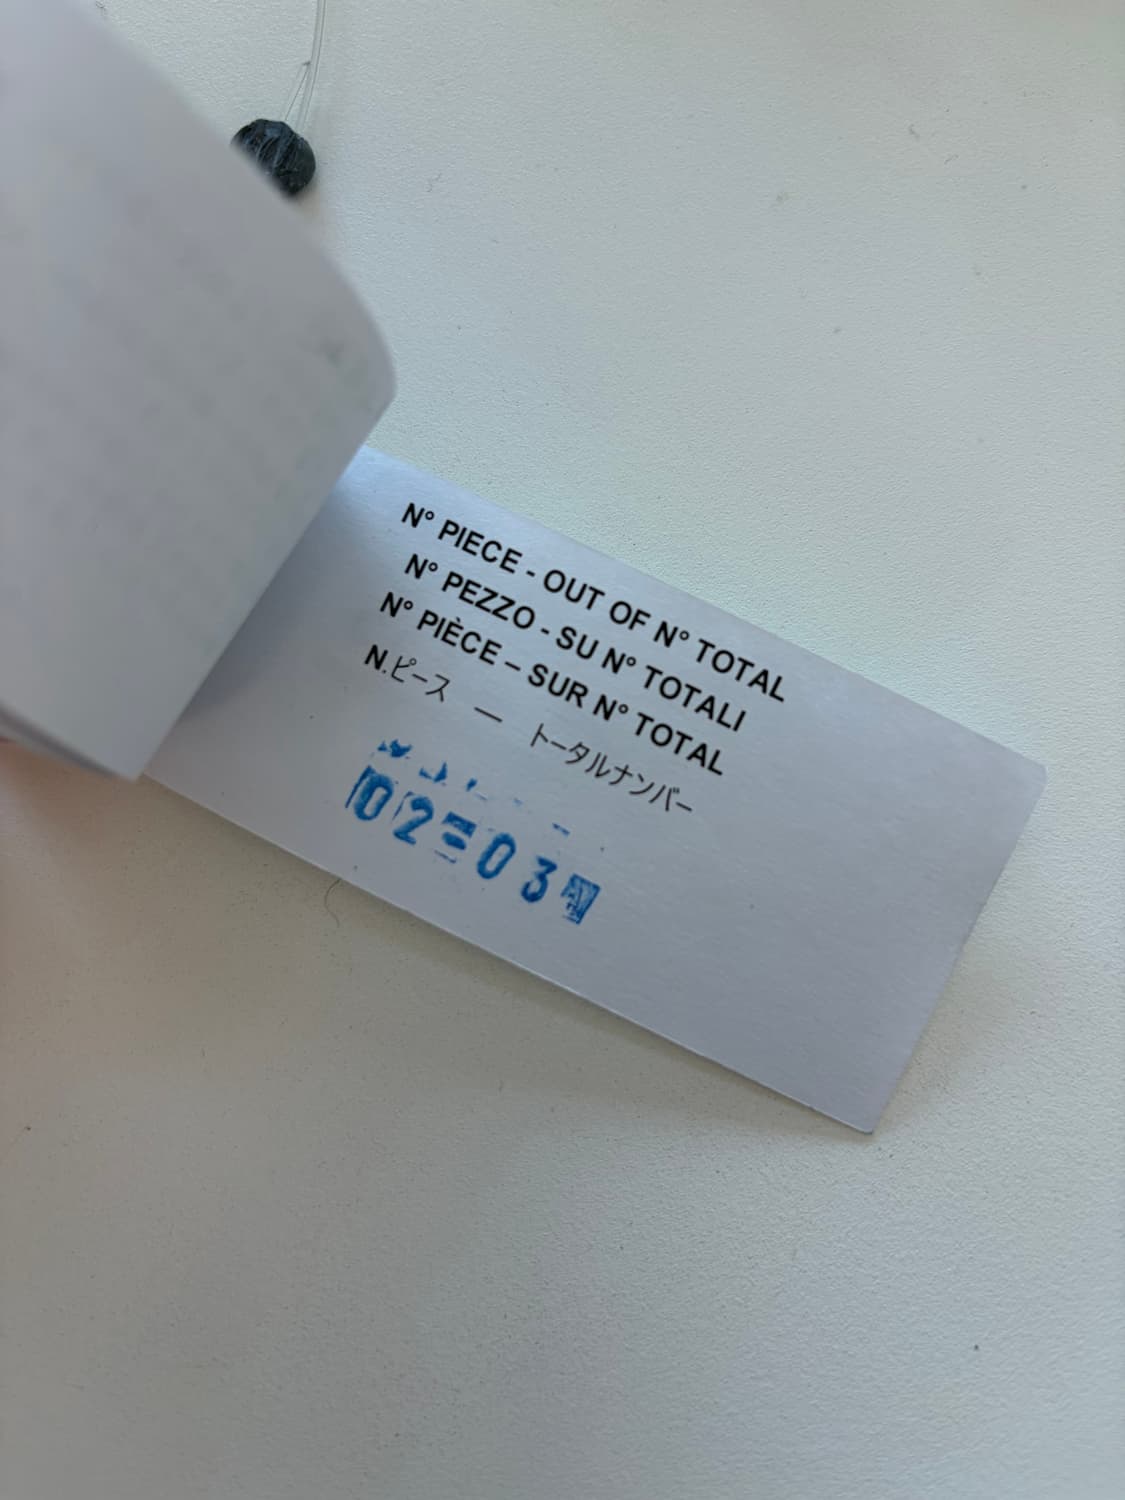 N° PIECE - OUT OF N° TOTAL
N° PEZZO - SU N° TOTALI
N° PIÈCE – SUR N° TOTAL
N.ピース — トータルナンバー
02=03